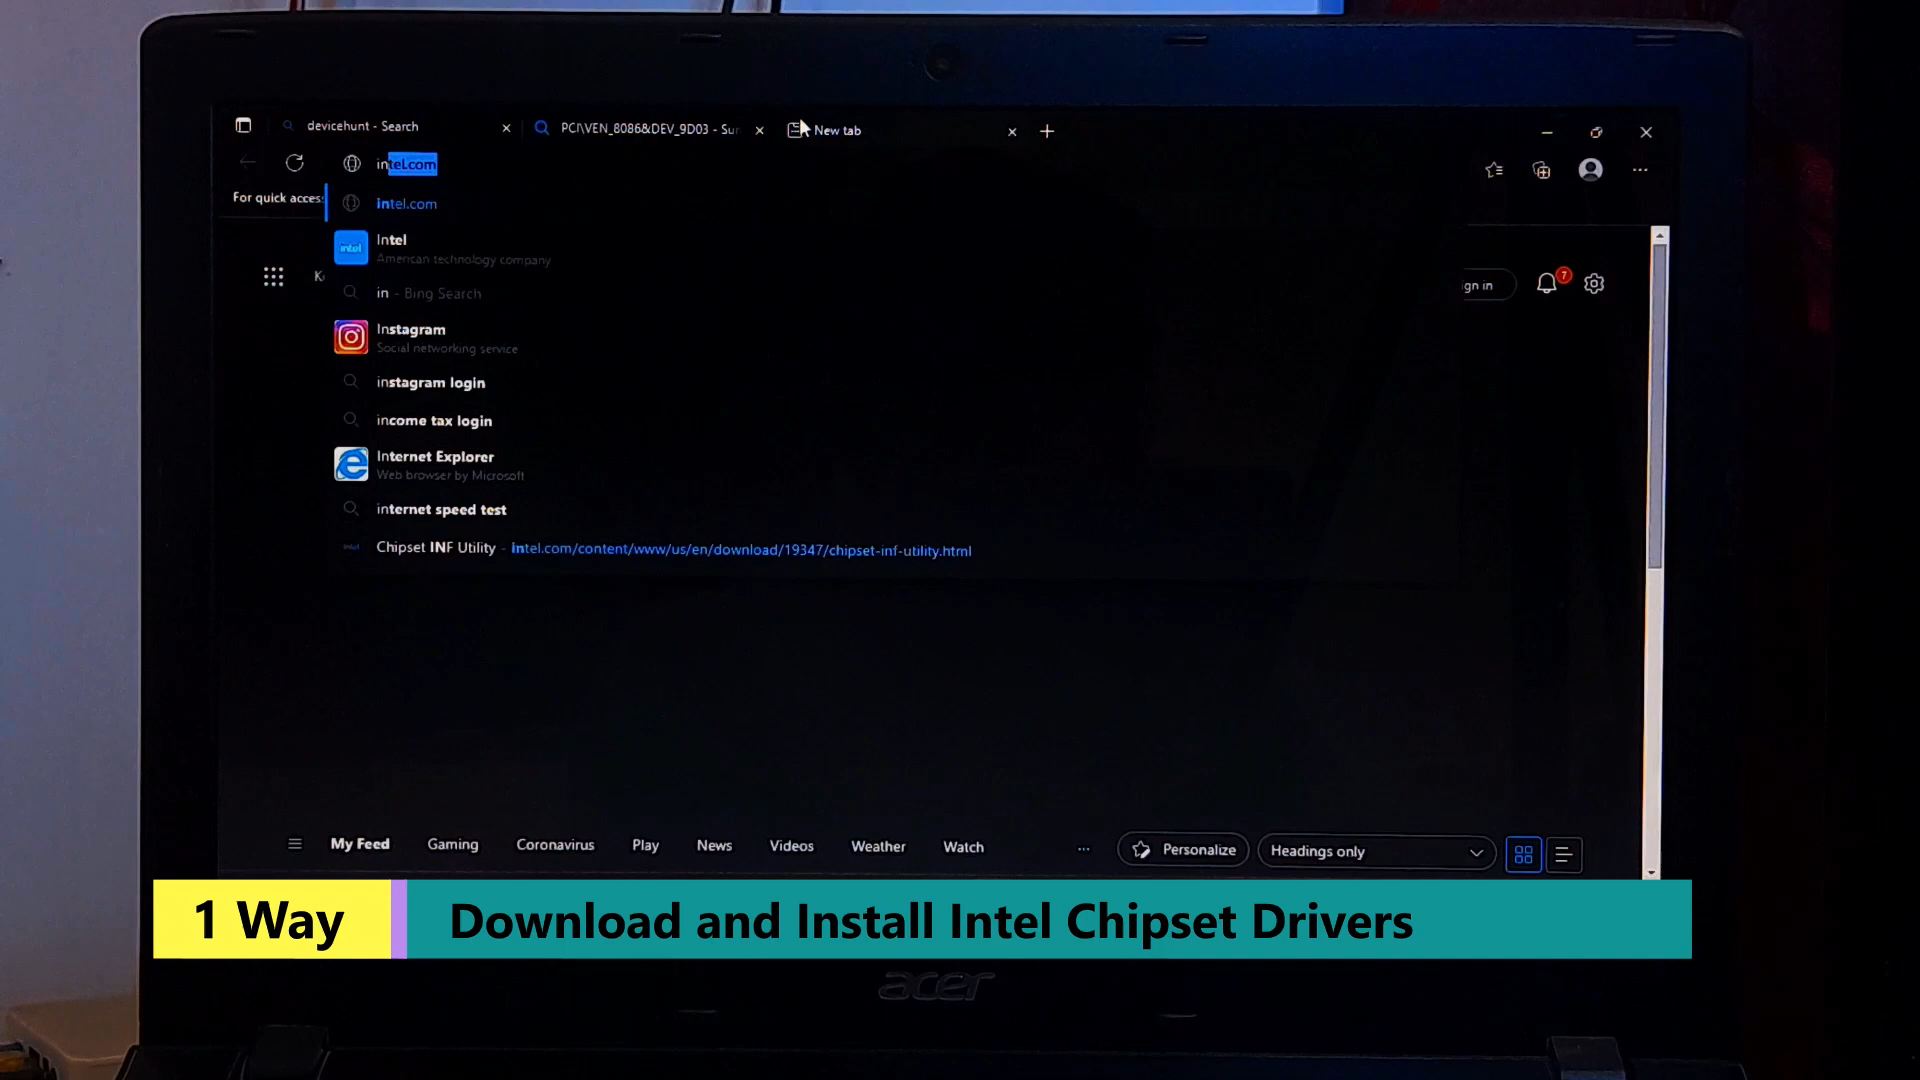 devicehunt - Search
PCI\VEN_8086&DEV_9D03 - Su
New tab
intel.com
For quick access
intel.com
intel
Intel
American technology company
in - Bing Search
Instagram
Social networking service
instagram login
income tax login
Internet Explorer
Web browser by Microsoft
internet speed test
Chipset INF Utility - intel.com/content/www/us/en/download/19347/chipset-inf-utility.html
gn in
7
My Feed
Gaming
Coronavirus
Play
News
Videos
Weather
Watch
Personalize
Headings only
1 Way
Download and Install Intel Chipset Drivers
acer